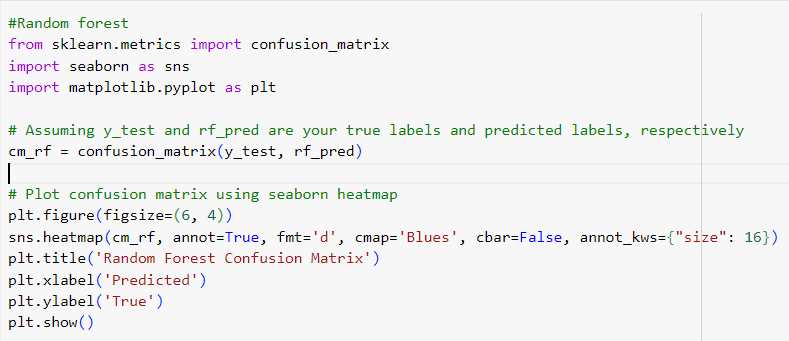 #Random forest
from sklearn.metrics import confusion_matrix
import seaborn as sns
import matplotlib.pyplot as plt
# Assuming y_test and rf_pred are your true labels and predicted labels, respectively
cm_rf = confusion_matrix(y_test, rf_pred)
# Plot confusion matrix using seaborn heatmap
plt.figure(figsize=(6, 4))
sns.heatmap(cm_rf, annot=True, fmt='d', cmap='Blues', cbar=False, annot_kws={"size": 16})
plt.title('Random Forest Confusion Matrix')
plt.xlabel('Predicted')
plt.ylabel('True')
plt.show()